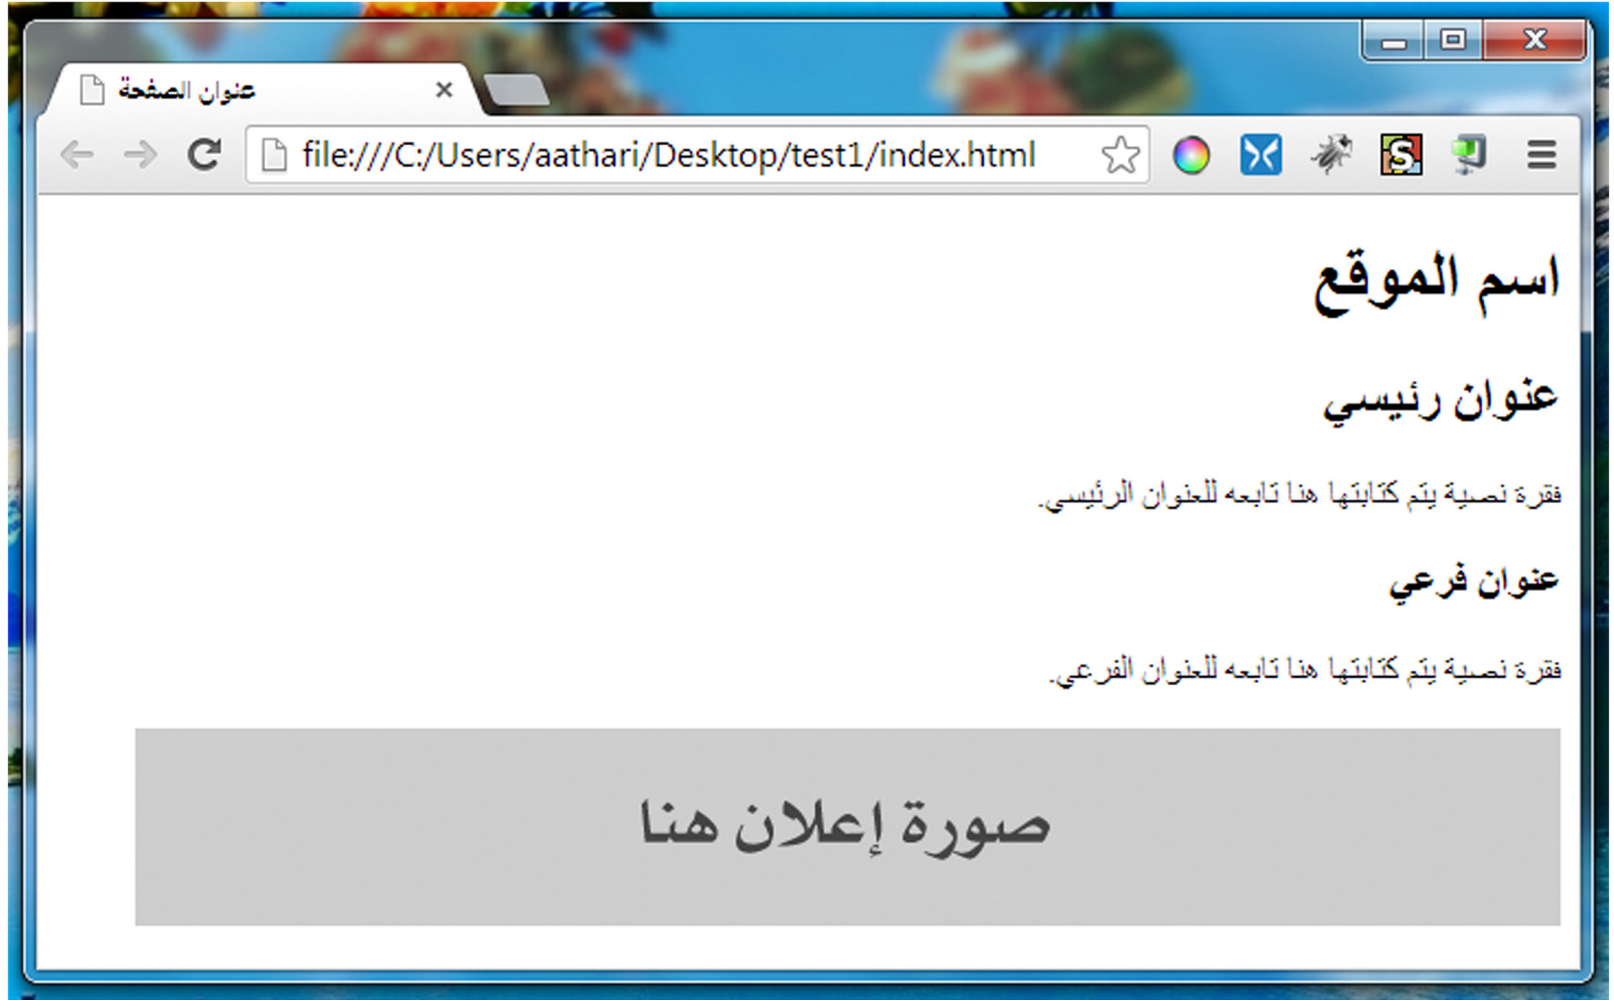 عنوان الصفحة
file:///C:/Users/aathari/Desktop/test1/index.html
اسم الموقع
عنوان رئيسي
فقرة نصية يتم كتابتها هنا تابعه للعنوان الرئيسي.
عنوان فرعي
فقرة نصية يتم كتابتها هنا تابعه للعنوان الفرعي.
صورة إعلان هنا